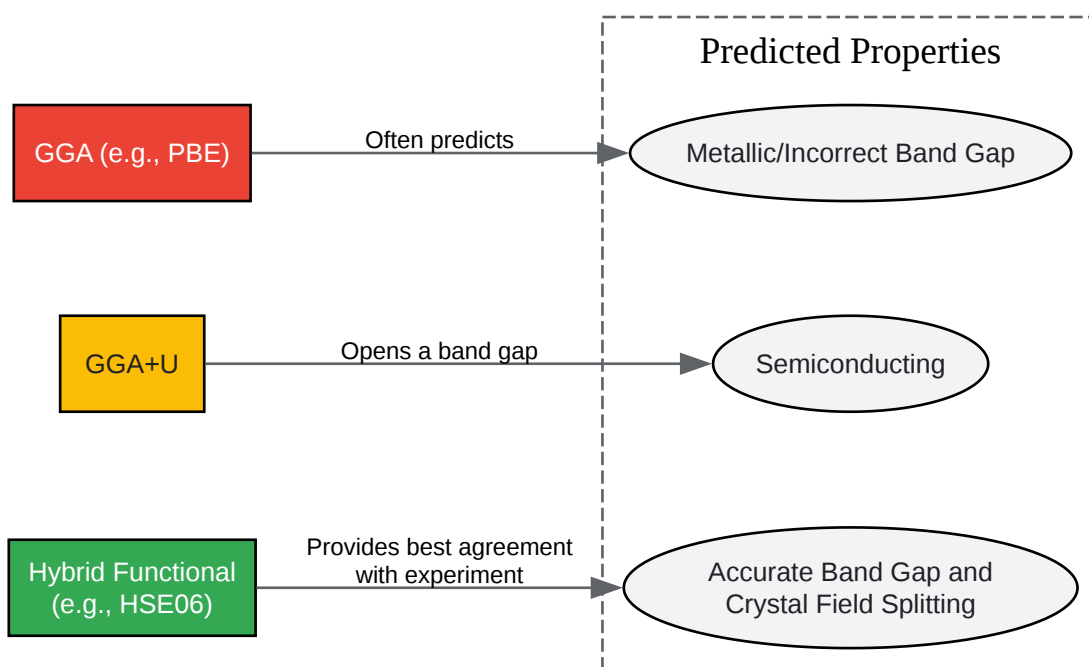 Predicted Properties
GGA (e.g., PBE)
Often predicts
Metallic/Incorrect Band Gap
GGA+U
Opens a band gap
Semiconducting
Hybrid Functional
(e.g., HSE06)
Provides best agreement
with experiment
Accurate Band Gap and
Crystal Field Splitting